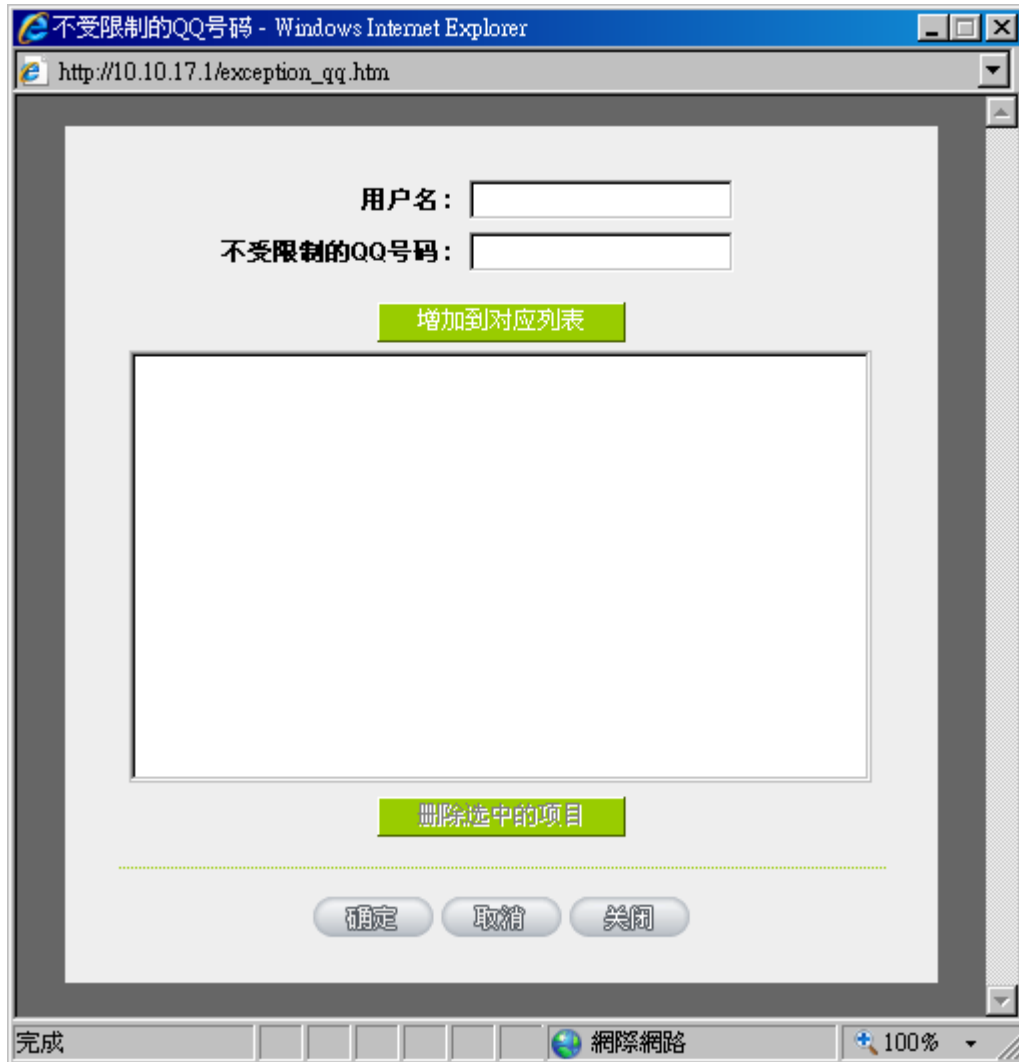 不受限制的QQ号码 - Windows Internet Explorer
http://10.10.17.1/exception_qq.htm
用户名：
不受限制的QQ号码：
增加到对应列表
删除选中的项目
确定 取消 关闭
完成 網際網路 100%